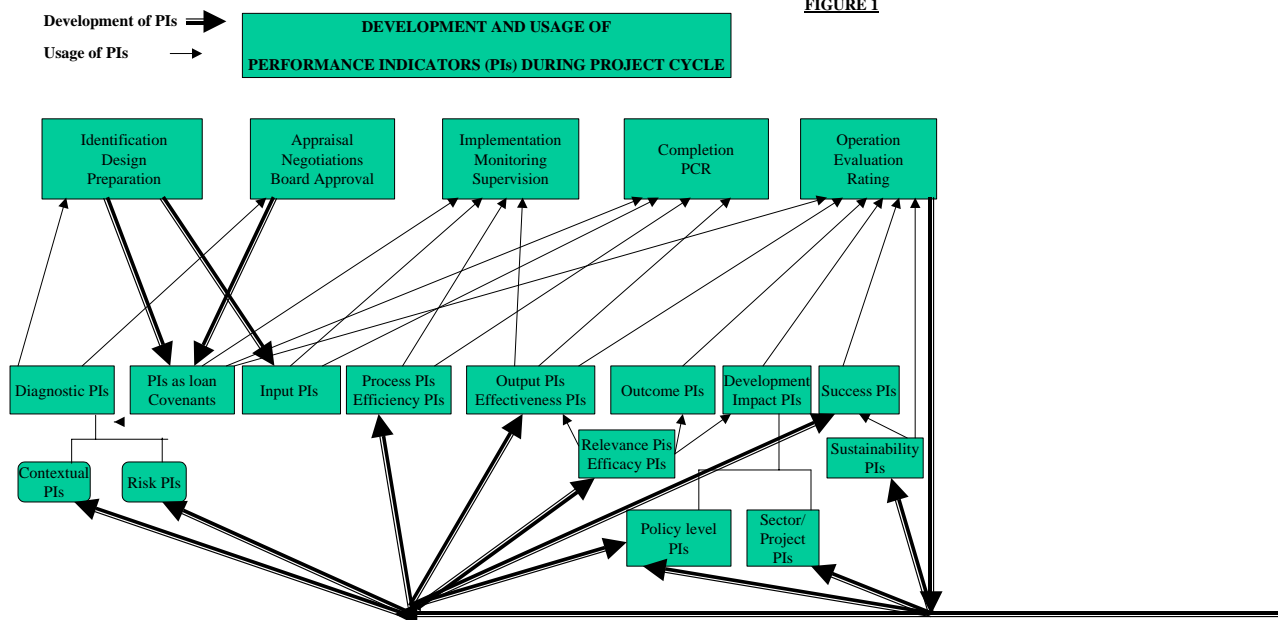 FIGURE 1
Development of PIs
Usage of PIs
DEVELOPMENT AND USAGE OF
PERFORMANCE INDICATORS (PIs) DURING PROJECT CYCLE
Identification
Design
Preparation
Appraisal
Negotiations
Board Approval
Implementation
Monitoring
Supervision
Completion
PCR
Operation
Evaluation
Rating
Diagnostic PIs
PIs as loan
Covenants
Input PIs
Process PIs
Efficiency PIs
Output PIs
Effectiveness PIs
Outcome PIs
Development
Impact PIs
Success PIs
Relevance Pis
Efficacy PIs
Sustainability
PIs
Contextual
PIs
Risk PIs
Policy level
PIs
Sector/
Project
PIs